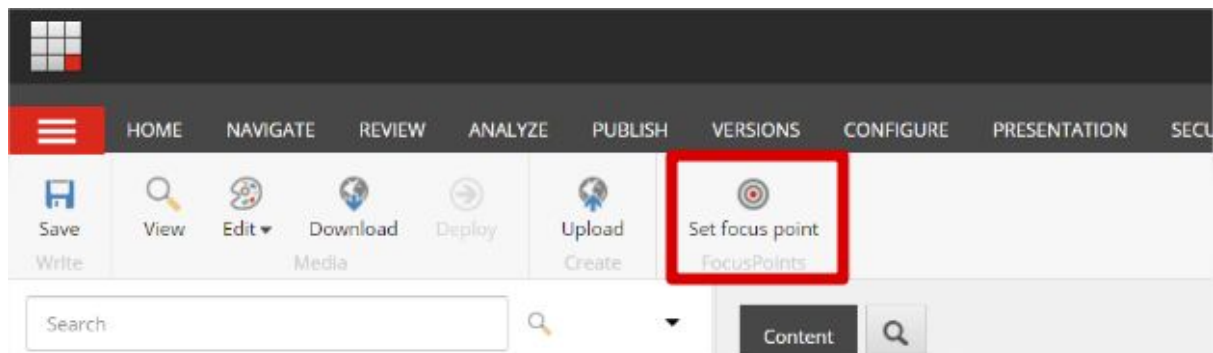 HOME NAVIGATE REVIEW ANALYZE PUBLISH VERSIONS CONFIGURE PRESENTATION SECU
Save View Edit Download Deploy Upload Set focus point
Write Media Create FocusPoints
Search
Content